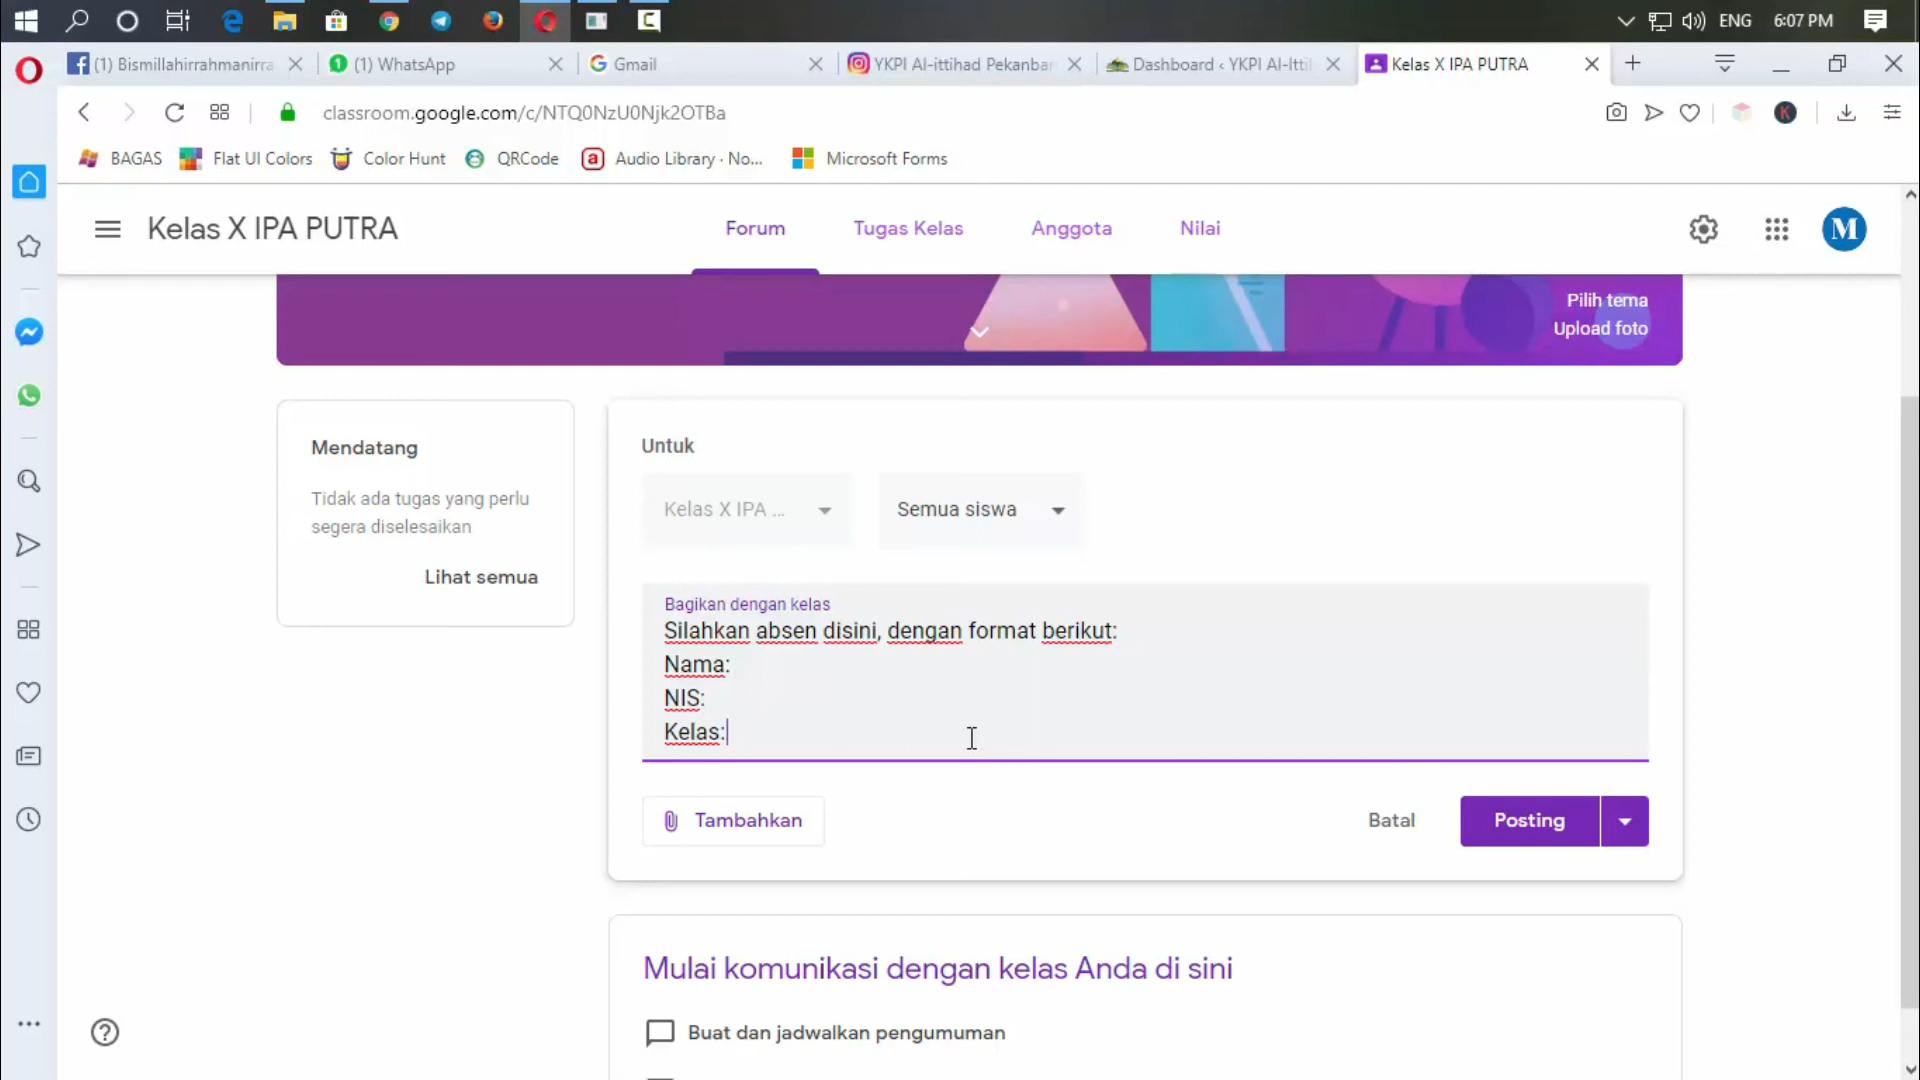 ENG 6:07 PM
(1) Bismillahirrahmanirra
(1) WhatsApp
Gmail
YKPI Al-ittihad Pekanbar
Dashboard ‹ YKPI Al-Itti
Kelas X IPA PUTRA
classroom.google.com/c/NTQ0NzU0Njk2OTBa
K
BAGAS
Flat UI Colors
Color Hunt
QRCode
Audio Library · No...
Microsoft Forms
Kelas X IPA PUTRA
Forum
Tugas Kelas
Anggota
Nilai
M
Pilih tema
Upload foto
Mendatang
Tidak ada tugas yang perlu
segera diselesaikan
Lihat semua
Untuk
Kelas X IPA ...
Semua siswa
Bagikan dengan kelas
Silahkan absen disini, dengan format berikut:
Nama:
NIS:
Kelas:
Tambahkan
Batal
Posting
Mulai komunikasi dengan kelas Anda di sini
Buat dan jadwalkan pengumuman